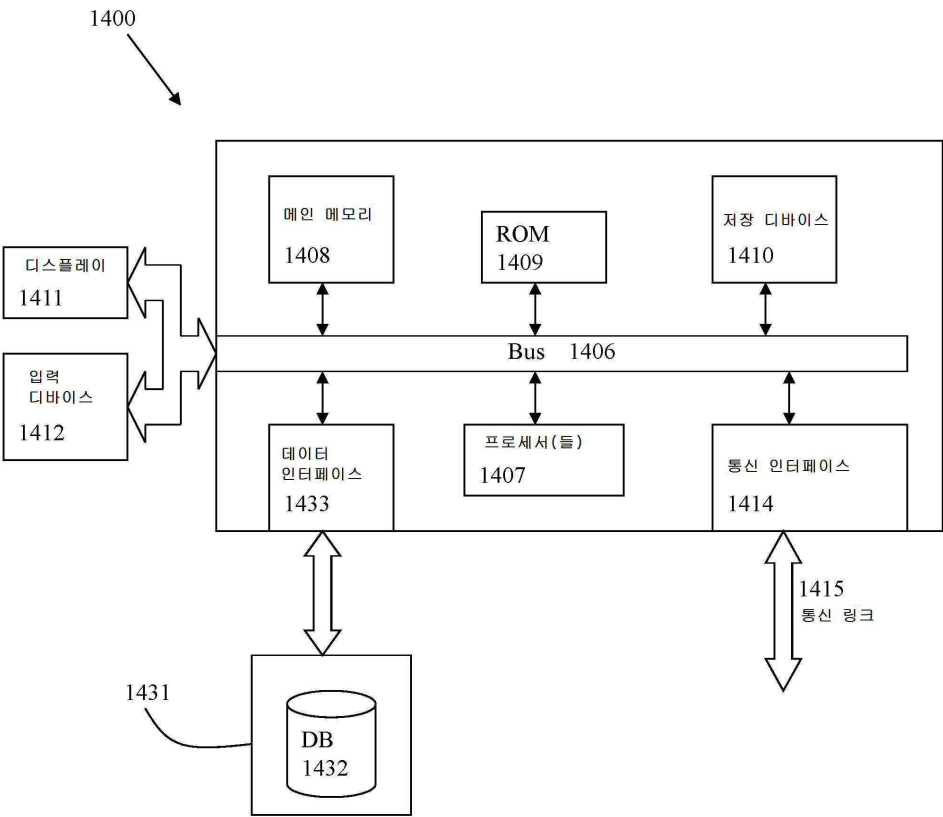 1400
메인 메모리
1408
ROM
1409
저장 디바이스
1410
디스플레이
1411
Bus 1406
입력
디바이스
1412
데이터
인터페이스
1433
프로세서(들)
1407
통신 인터페이스
1414
1415
통신 링크
1431
DB
1432